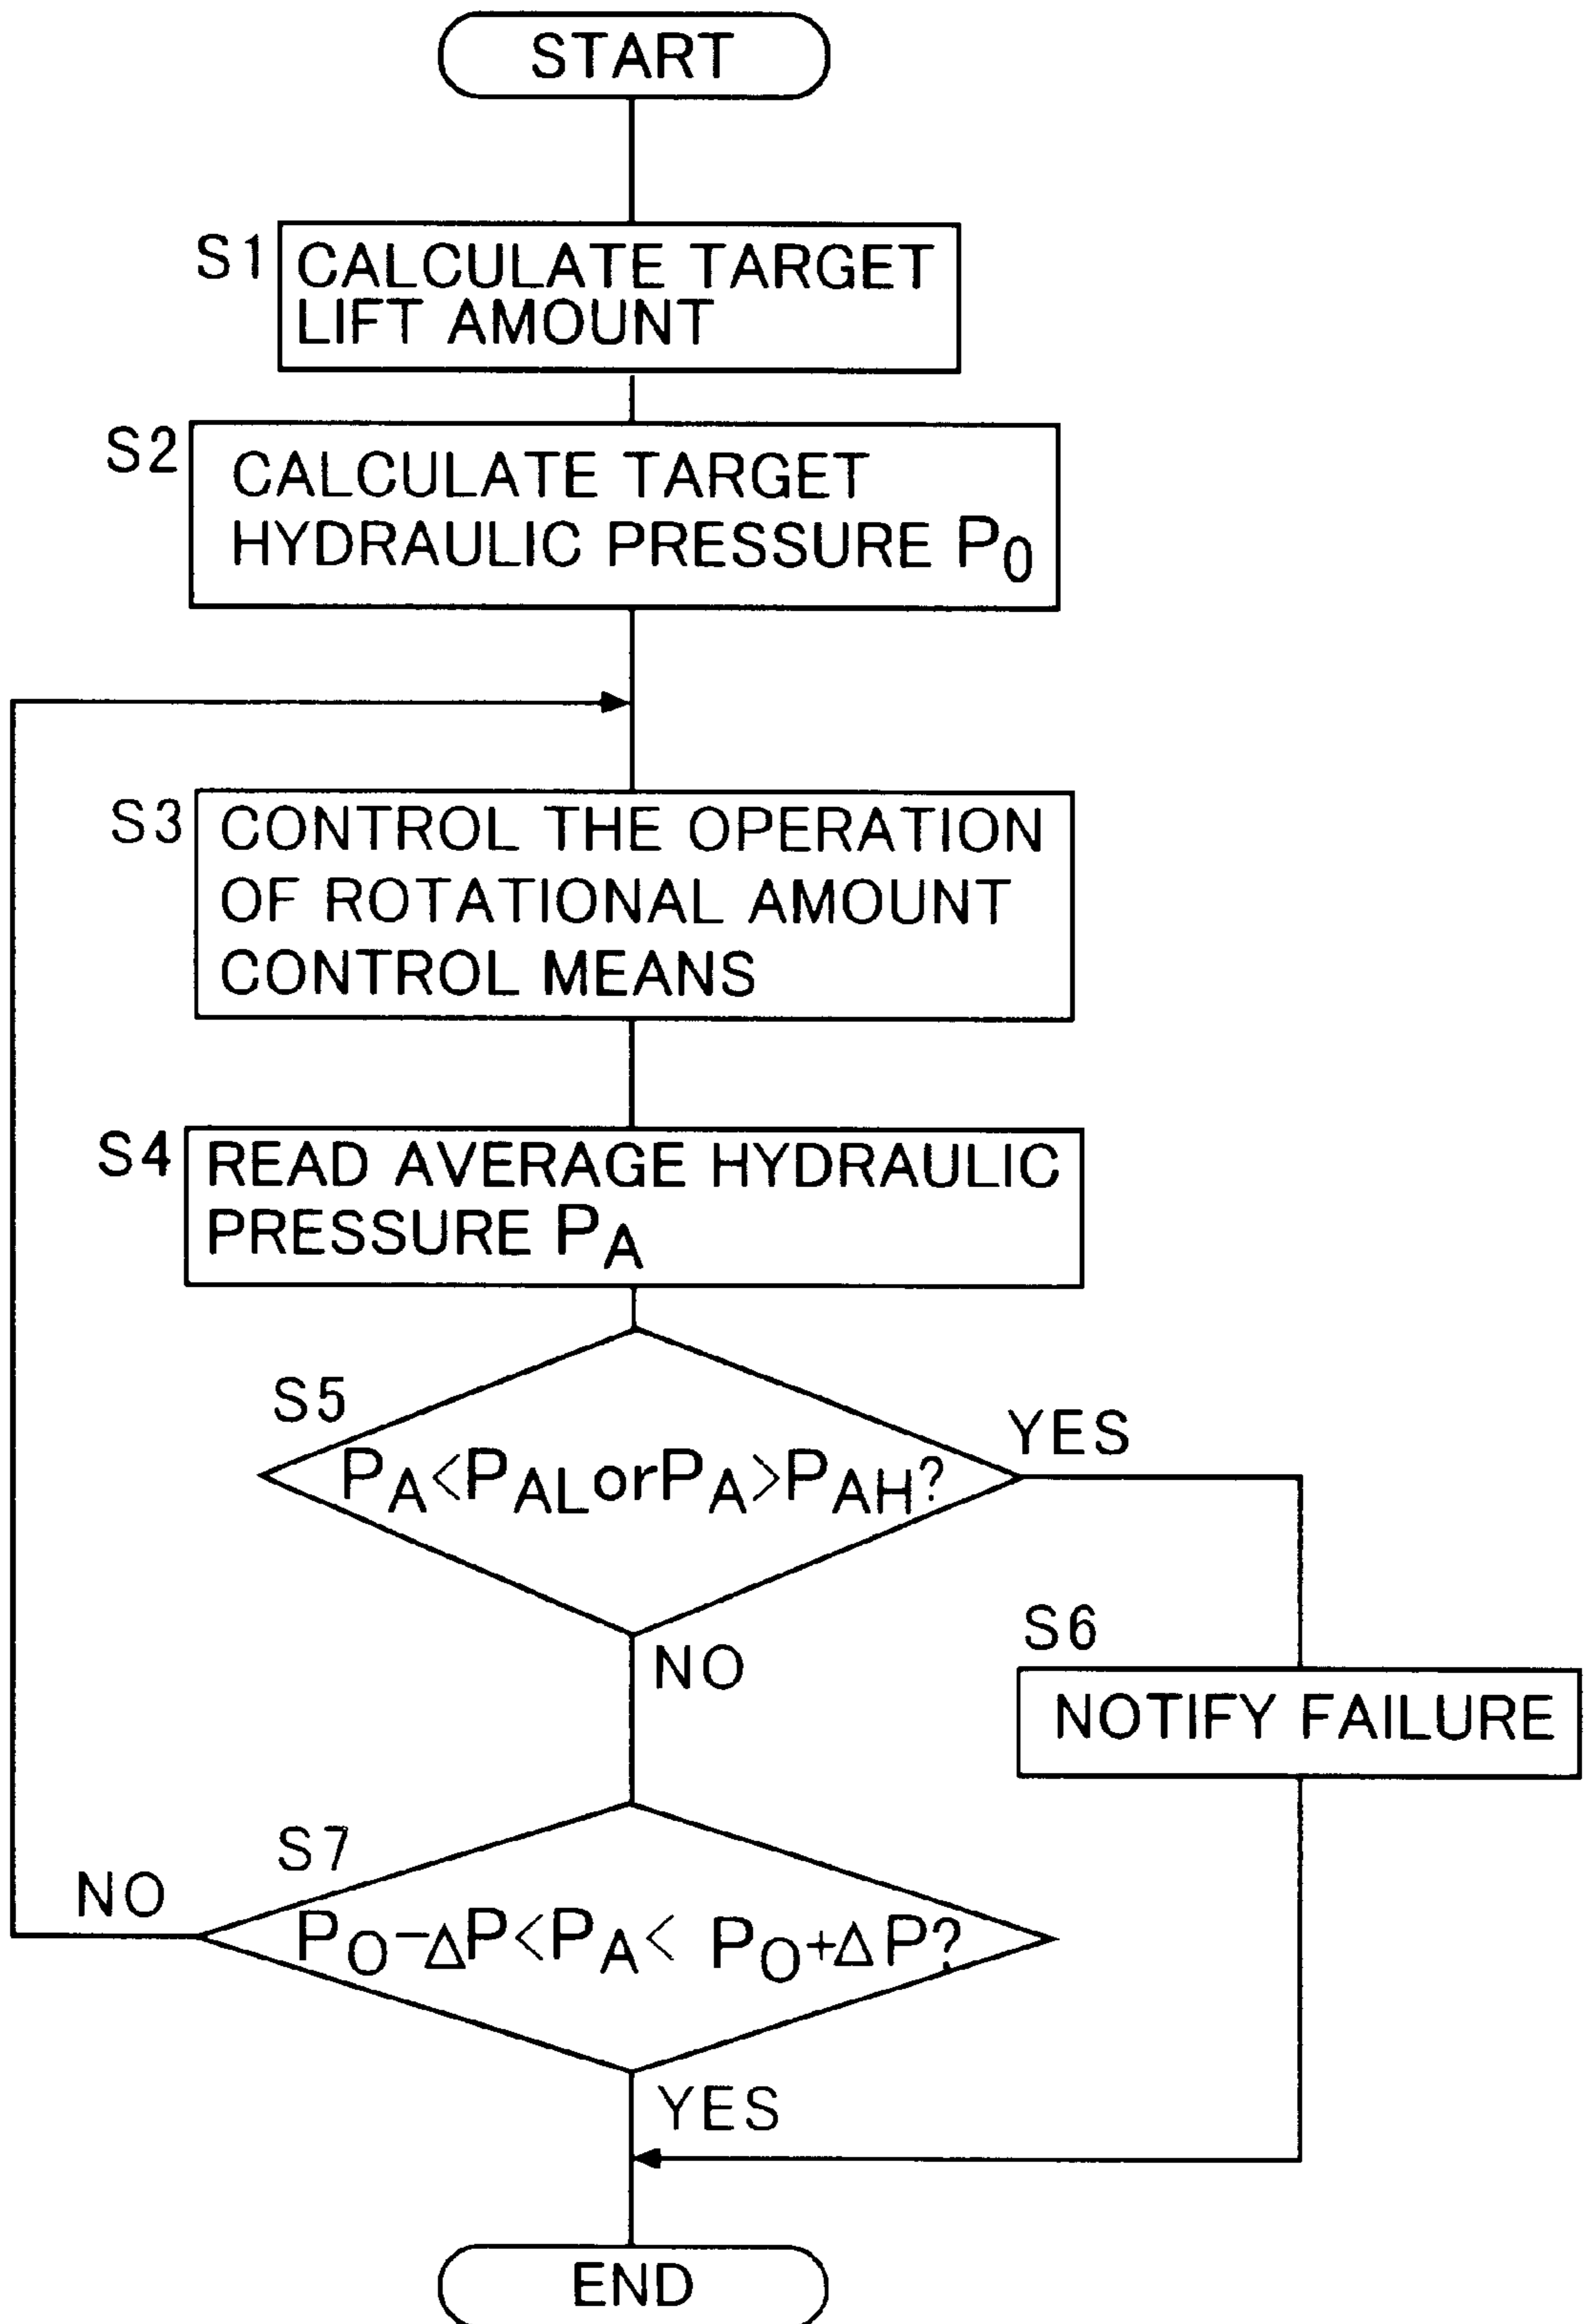 START
S1
CALCULATE TARGET
LIFT AMOUNT
S2
CALCULATE TARGET
HYDRAULIC PRESSURE P0
S3
CONTROL THE OPERATION
OF ROTATIONAL AMOUNT
CONTROL MEANS
S4
READ AVERAGE HYDRAULIC
PRESSURE PA
S5
PA<PALorPA>PAH?
YES
NO
S6
NOTIFY FAILURE
S7
NO
PO-ΔP<PA< PO+ΔP?
YES
END